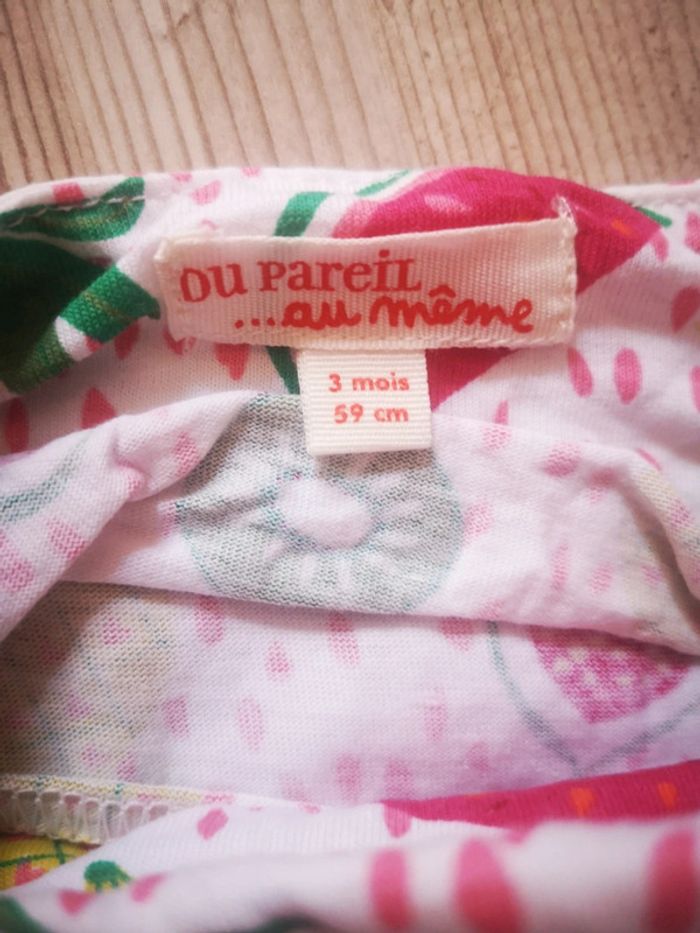 DU PAREIL
...au même
3 mois
59 cm